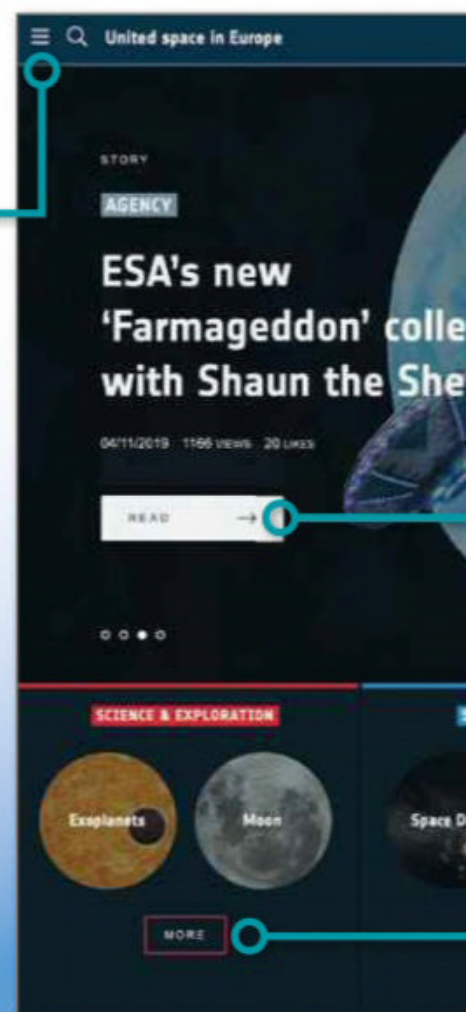 United space in Europe
STORY
AGENCY
ESA's new
'Farmageddon' colle
with Shaun the She
04/11/2019 1166 VIEWS 20 LIKES
READ →
SCIENCE & EXPLORATION
Exoplanets
Moon
Space D
MORE